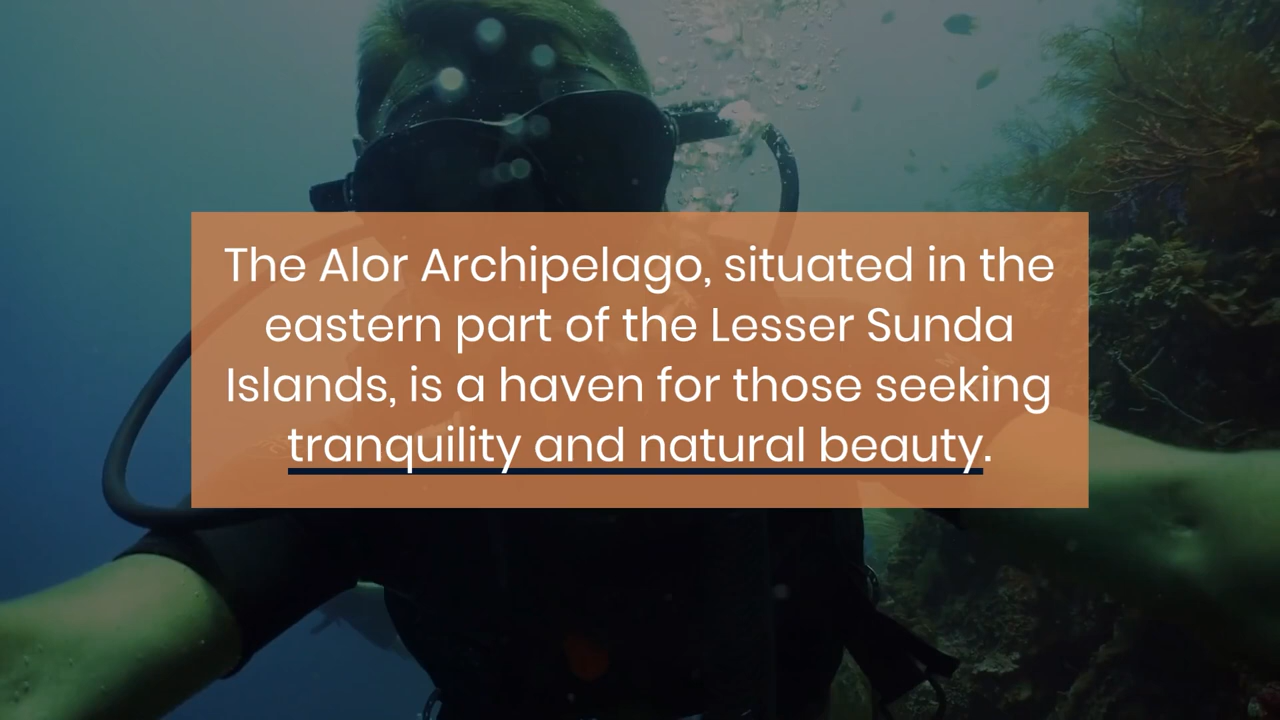 The Alor Archipelago, situated in the
eastern part of the Lesser Sunda
Islands, is a haven for those seeking
tranquility and natural beauty.